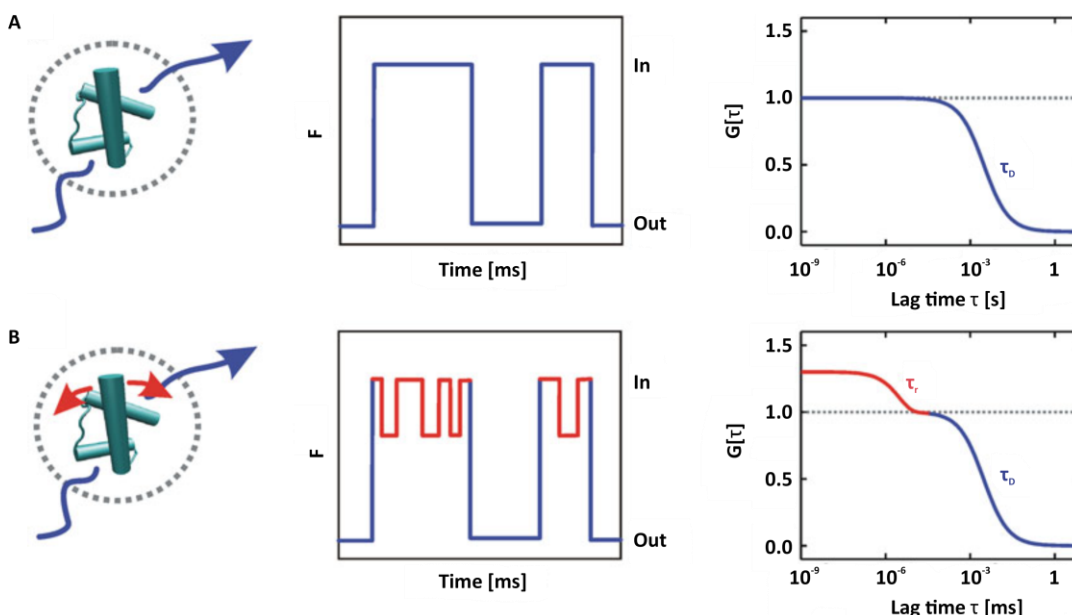 A
F
In
Out
Time [ms]
G[τ]
1.5
1.0
0.5
0.0
τD
10-9 10-6 10-3 1
Lag time τ [s]
B
F
In
Out
Time [ms]
G[τ]
1.5
1.0
0.5
0.0
τr
τD
10-9 10-6 10-3 1
Lag time τ [ms]